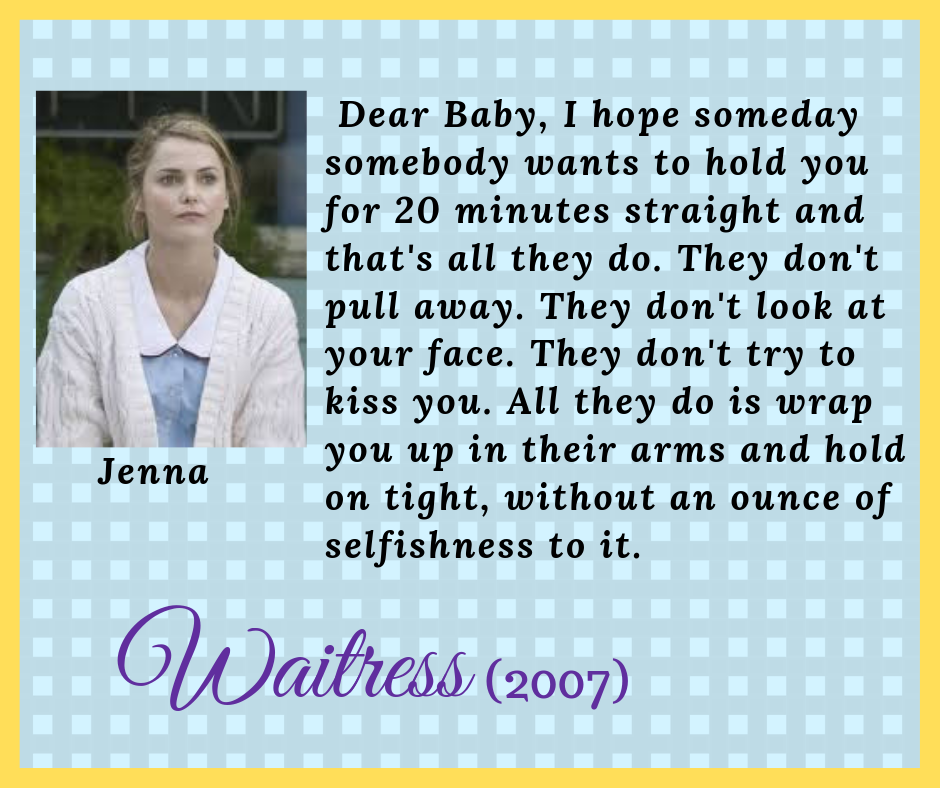 Dear Baby, I hope someday
somebody wants to hold you
for 20 minutes straight and
that's all they do. They don't
pull away. They don't look at
your face. They don't try to
kiss you. All they do is wrap
you up in their arms and hold
on tight, without an ounce of
selfishness to it.
Jenna
Waitress (2007)